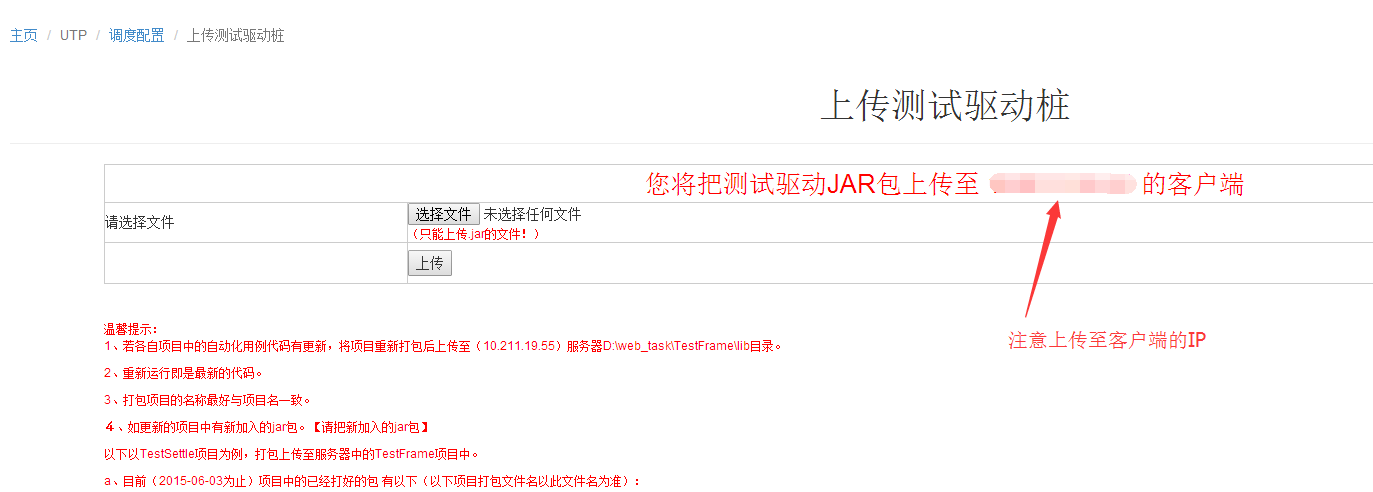 主页 / UTP / 调度配置 / 上传测试驱动桩
上传测试驱动桩
您将把测试驱动JAR包上传至 的客户端
请选择文件 选择文件 未选择任何文件
（只能上传.jar的文件！）
上传
注意上传至客户端的IP
温馨提示：
1、若各自项目中的自动化用例代码有更新，将项目重新打包后上传至（10.211.19.55）服务器D:\web_task\TestFrame\lib目录。
2、重新运行即是最新的代码。
3、打包项目的名称最好与项目名一致。
４、如更新的项目中有新加入的jar包。【请把新加入的jar包】
以下以TestSettle项目为例，打包上传至服务器中的TestFrame项目中。
a、目前（2015-06-03为止）项目中的已经打好的包 有以下（以下项目打包文件名以此文件名为准）：